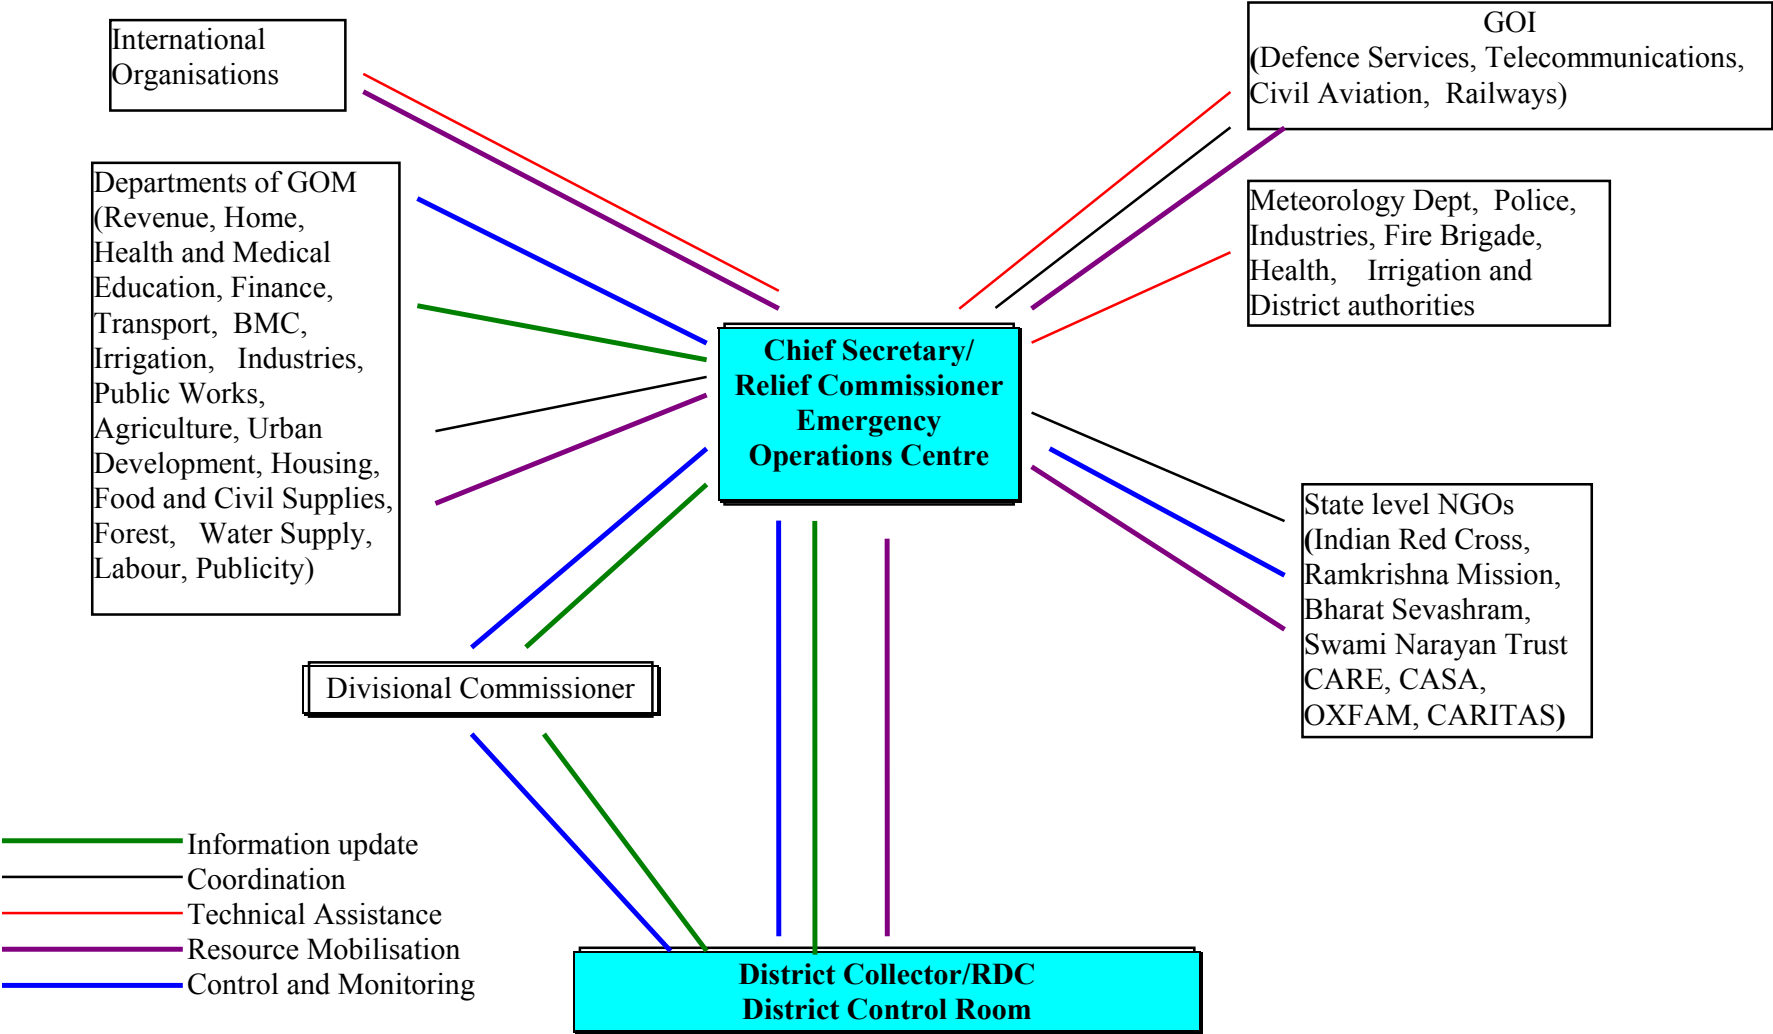 International
Organisations
GOI
(Defence Services, Telecommunications,
Civil Aviation, Railways)
Departments of GOM
(Revenue, Home,
Health and Medical
Education, Finance,
Transport, BMC,
Irrigation, Industries,
Public Works,
Agriculture, Urban
Development, Housing,
Food and Civil Supplies,
Forest, Water Supply,
Labour, Publicity)
Meteorology Dept, Police,
Industries, Fire Brigade,
Health, Irrigation and
District authorities
Chief Secretary/
Relief Commissioner
Emergency
Operations Centre
State level NGOs
(Indian Red Cross,
Ramkrishna Mission,
Bharat Sevashram,
Swami Narayan Trust
CARE, CASA,
OXFAM, CARITAS)
Divisional Commissioner
Information update
Coordination
Technical Assistance
Resource Mobilisation
Control and Monitoring
District Collector/RDC
District Control Room